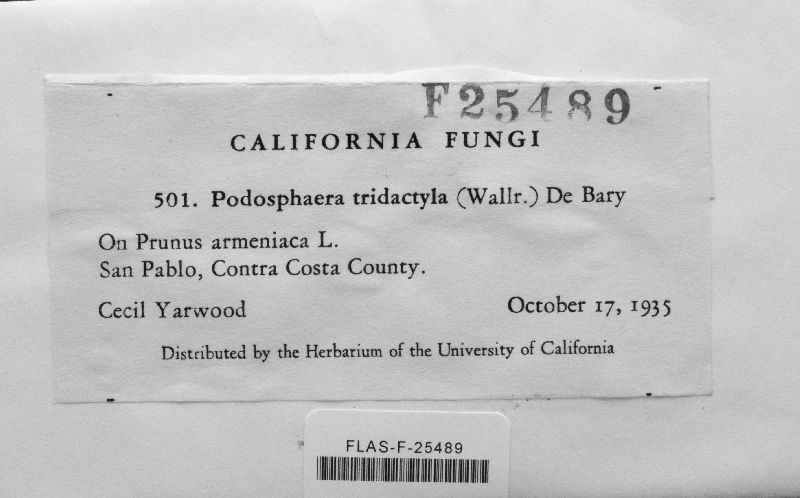 F25489
CALIFORNIA FUNGI
501. Podosphaera tridactyla (Wallr.) De Bary
On Prunus armeniaca L.
San Pablo, Contra Costa County.
Cecil Yarwood October 17, 1935
Distributed by the Herbarium of the University of California
FLAS-F-25489